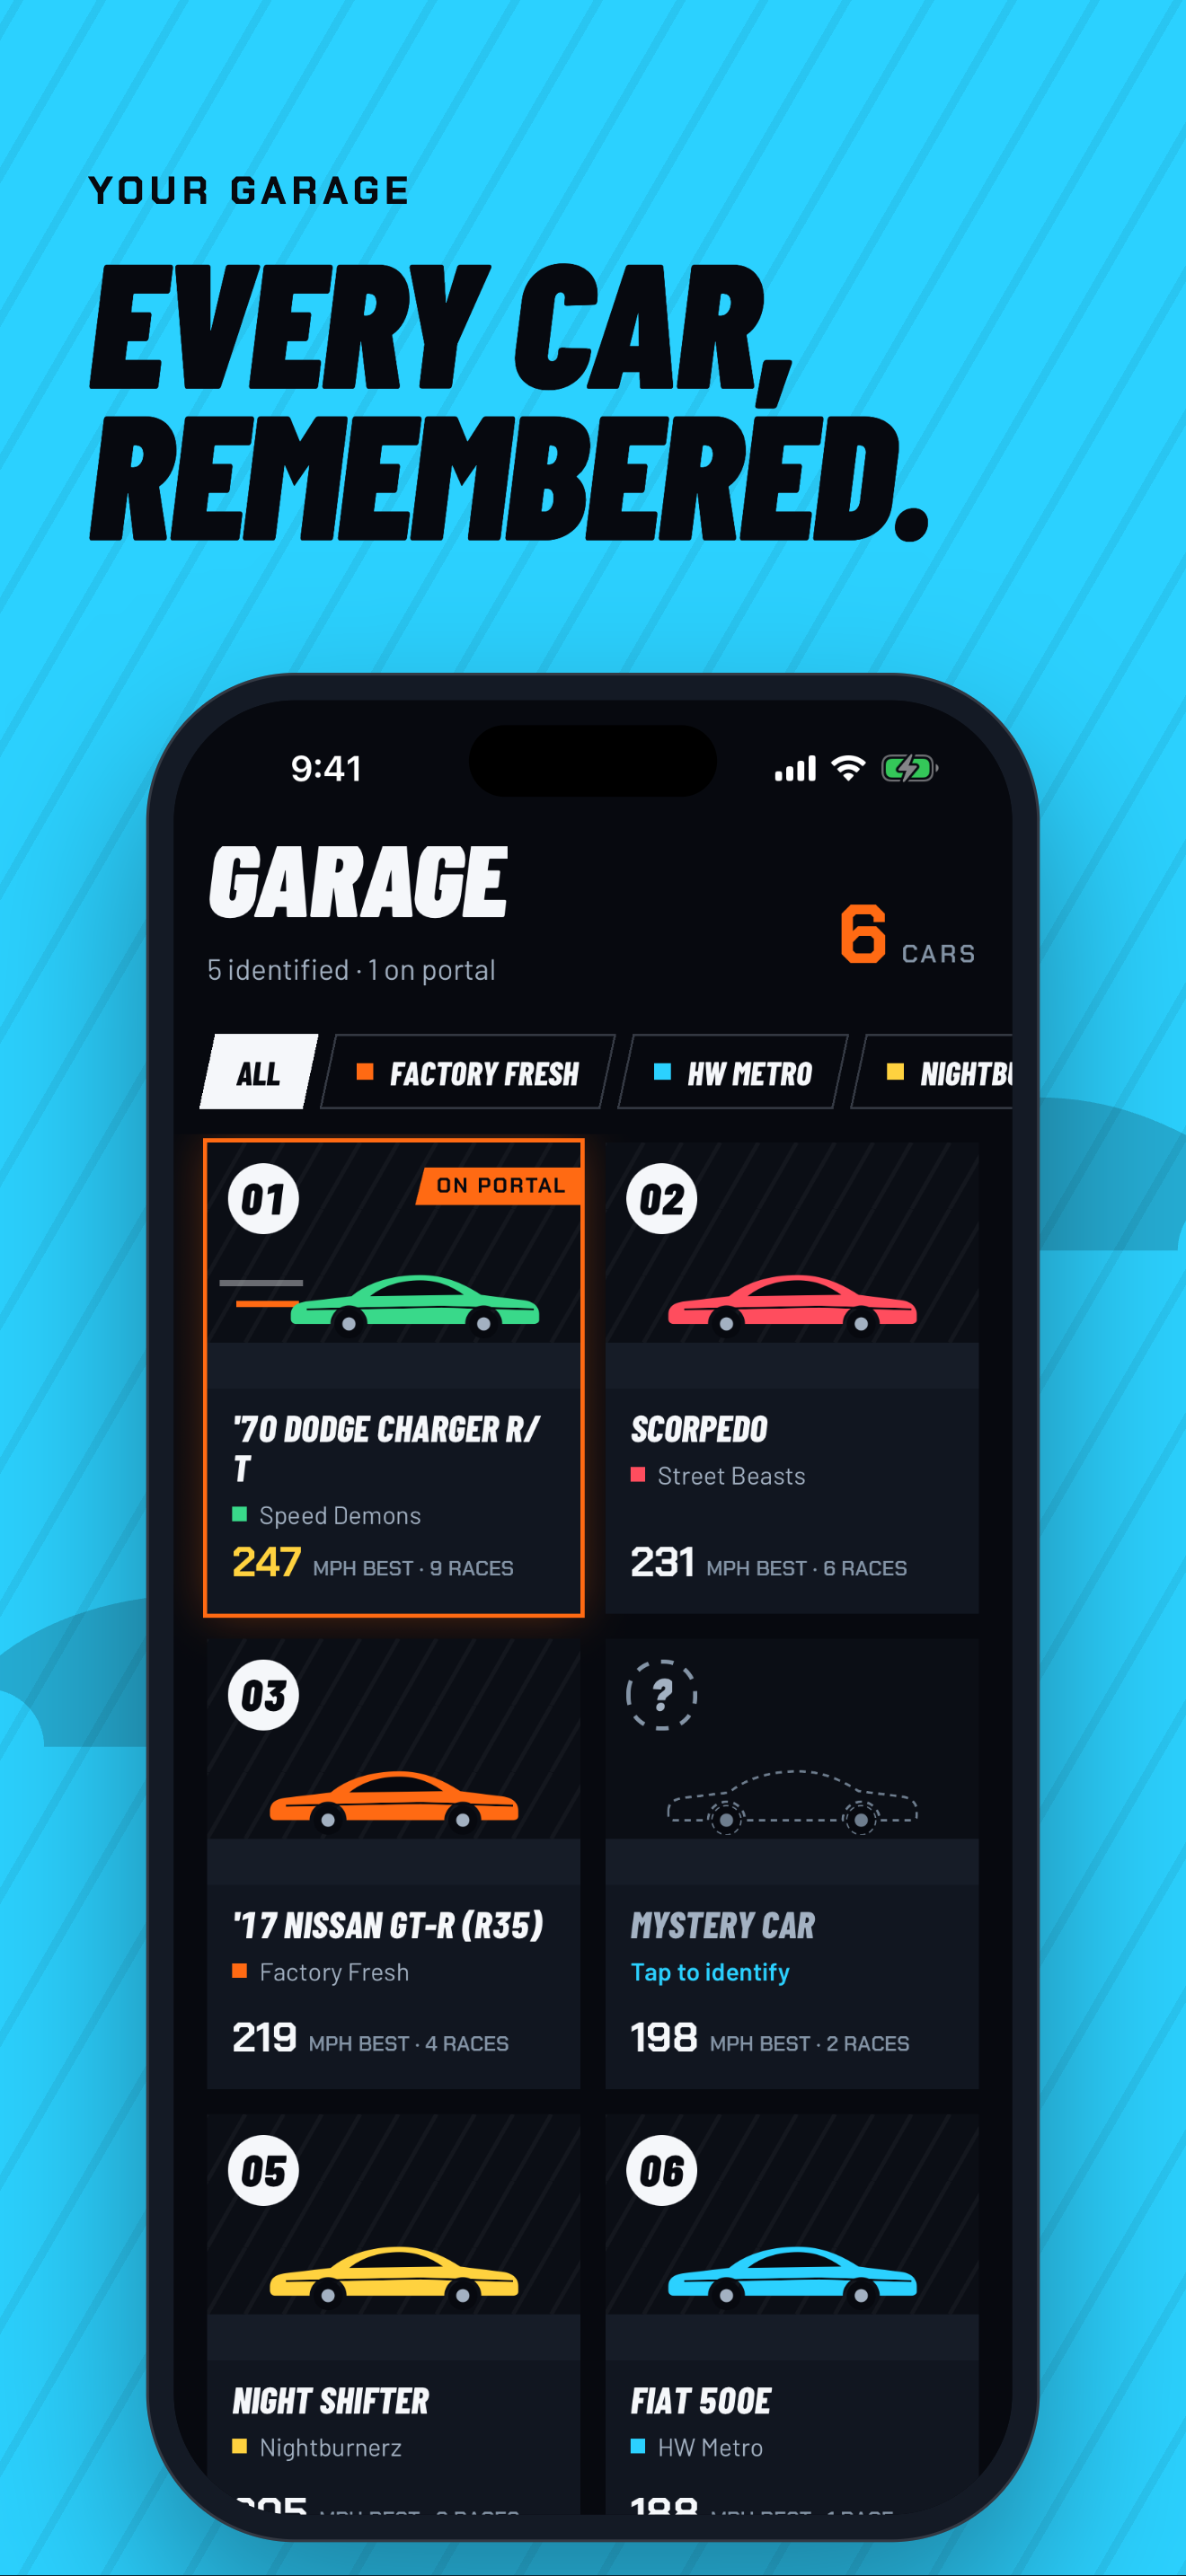 YOUR GARAGE
EVERY CAR,
REMEMBERED.
9:41
GARAGE
5 identified · 1 on portal
6 CARS
ALL
FACTORY FRESH
HW METRO
01
ON PORTAL
'70 DODGE CHARGER R/
T
Speed Demons
247 MPH BEST · 9 RACES
02
SCORPEDO
Street Beasts
231 MPH BEST · 6 RACES
03
'17 NISSAN GT-R (R35)
Factory Fresh
219 MPH BEST · 4 RACES
?
MYSTERY CAR
Tap to identify
198 MPH BEST · 2 RACES
05
NIGHT SHIFTER
Nightburnerz
06
FIAT 500E
HW Metro